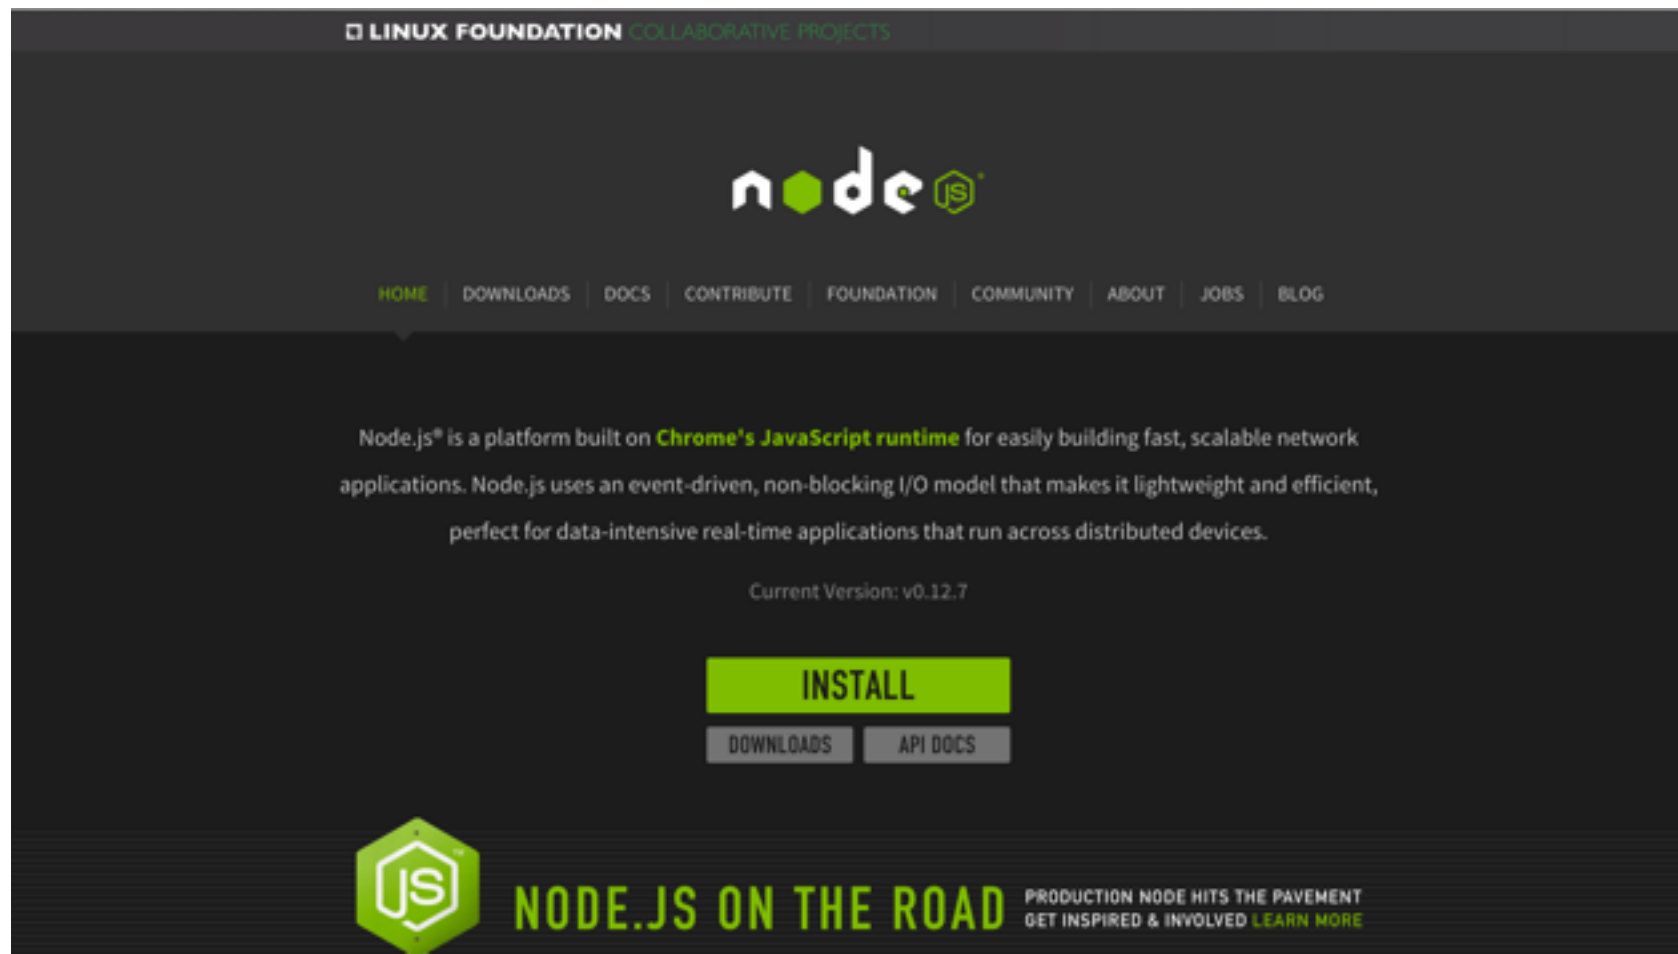 LINUX FOUNDATION COLLABORATIVE PROJECTS
node JS®
HOME DOWNLOADS DOCS CONTRIBUTE FOUNDATION COMMUNITY ABOUT JOBS BLOG
Node.js® is a platform built on Chrome's JavaScript runtime for easily building fast, scalable network
applications. Node.js uses an event-driven, non-blocking I/O model that makes it lightweight and efficient,
perfect for data-intensive real-time applications that run across distributed devices.
Current Version: v0.12.7
INSTALL
DOWNLOADS API DOCS
JS™
NODE.JS ON THE ROAD
PRODUCTION NODE HITS THE PAVEMENT
GET INSPIRED & INVOLVED LEARN MORE